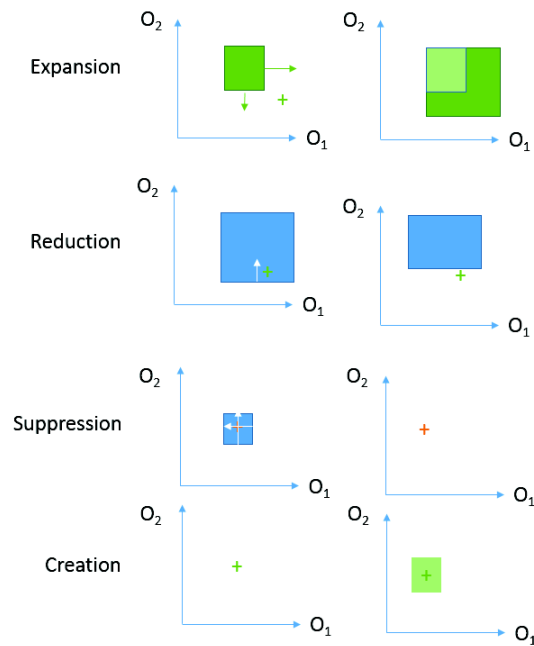 O₂ O₂
Expansion
O₁ O₁
O₂ O₂
Reduction
O₁ O₁
O₂ O₂
Suppression
O₁ O₁
O₂ O₂
Creation
O₁ O₁